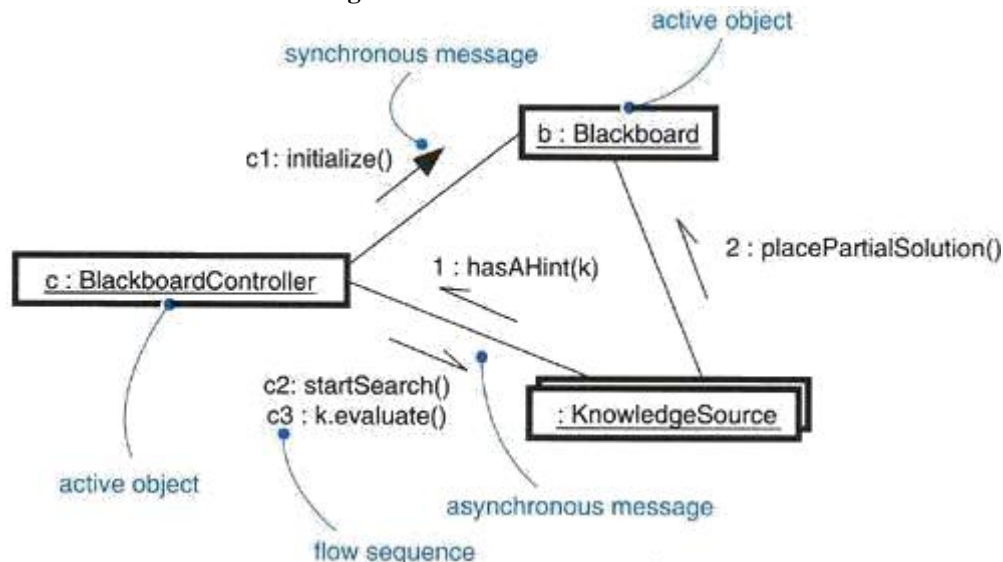 active object
synchronous message
b : Blackboard
c1: initialize()
2 : placePartialSolution()
1 : hasAHint(k)
c : BlackboardController
c2: startSearch()
c3 : k.evaluate()
: KnowledgeSource
active object
asynchronous message
flow sequence